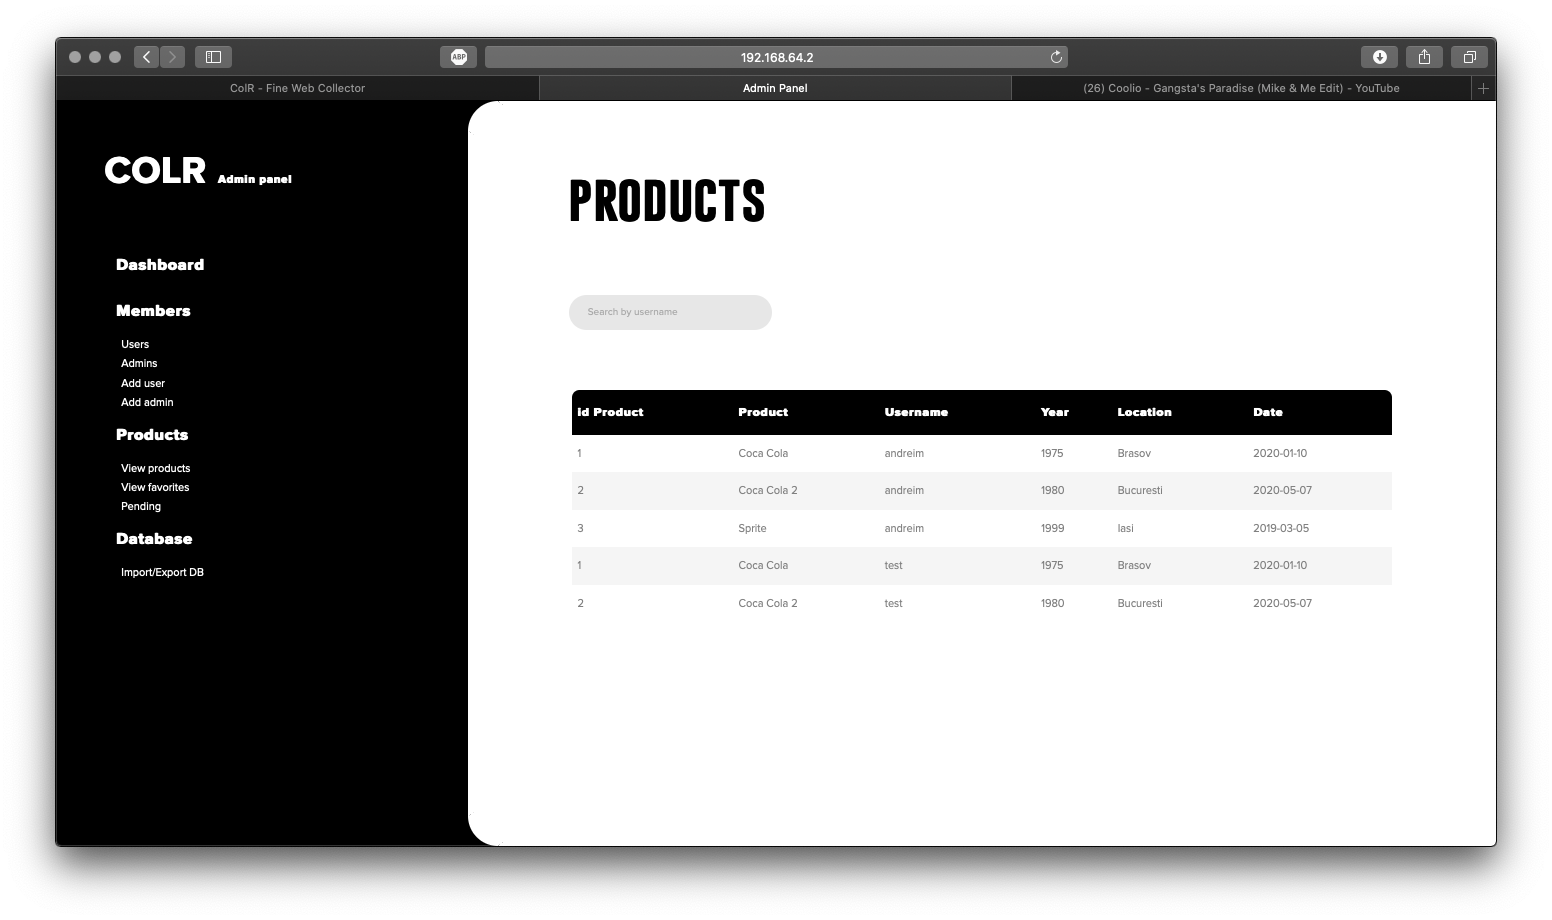 ABP
192.168.64.2
ColR - Fine Web Collector
Admin Panel
(26) Coolio - Gangsta's Paradise (Mike & Me Edit) - YouTube
COLR Admin panel
Dashboard
Members
Users
Admins
Add user
Add admin
Products
View products
View favorites
Pending
Database
Import/Export DB
PRODUCTS
Search by username
id Product Product Username Year Location Date
1 Coca Cola andreim 1975 Brasov 2020-01-10
2 Coca Cola 2 andreim 1980 Bucuresti 2020-05-07
3 Sprite andreim 1999 Iasi 2019-03-05
1 Coca Cola test 1975 Brasov 2020-01-10
2 Coca Cola 2 test 1980 Bucuresti 2020-05-07